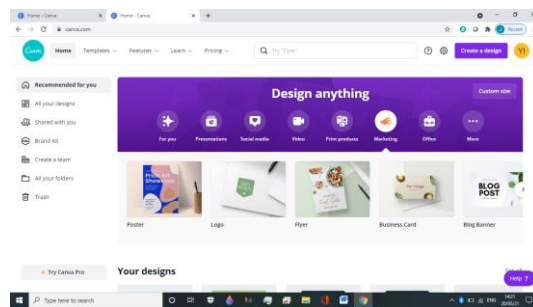 Home - Canva
Home - Canva
canva.com
Paused
Canva
Home
Templates
Features
Learn
Pricing
Try "Flyer"
Create a design
YI
Recommended for you
All your designs
Shared with you
Brand Kit
Create a team
All your folders
Trash
Try Canva Pro
Design anything
Custom size
For you
Presentations
Social media
Video
Print products
Marketing
Office
More
BLOG
POST
Poster
Logo
Flyer
Business Card
Blog Banner
Your designs
Help ?
Type here to search
ENG